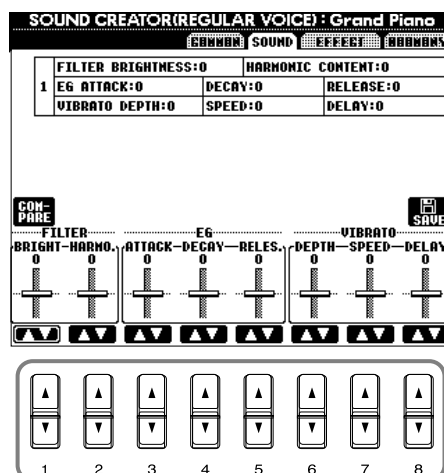 SOUND CREATOR(REGULAR VOICE) : Grand Piano
COMMON SOUND EFFECT HARMONY
FILTER BRIGHTNESS:0 HARMONIC CONTENT:0
1 EG ATTACK:0 DECAY:0 RELEASE:0
VIBRATO DEPTH:0 SPEED:0 DELAY:0
COM-
PARE
SAVE
FILTER EG VIBRATO
BRIGHT-HARMO. ATTACK-DECAY-RELES. DEPTH-SPEED-DELAY
0 0 0 0 0 0 0 0
1 2 3 4 5 6 7 8